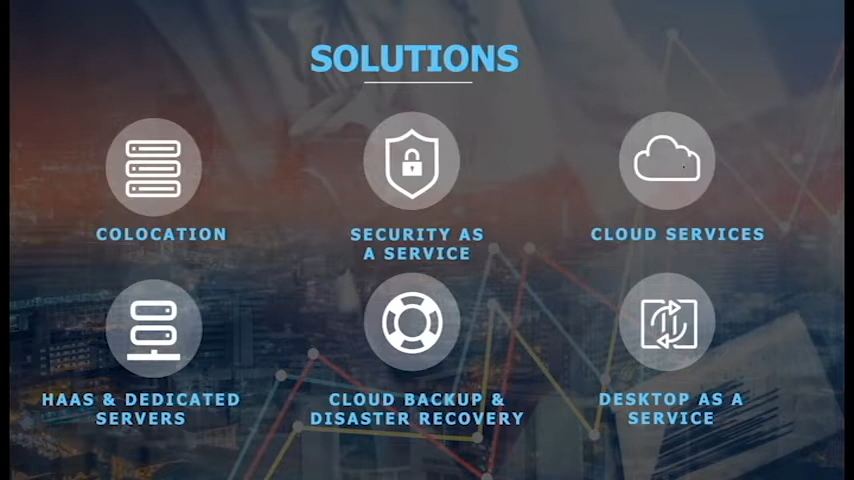 SOLUTIONS
COLOCATION
SECURITY AS
A SERVICE
CLOUD SERVICES
HAAS & DEDICATED
SERVERS
CLOUD BACKUP &
DISASTER RECOVERY
DESKTOP AS A
SERVICE